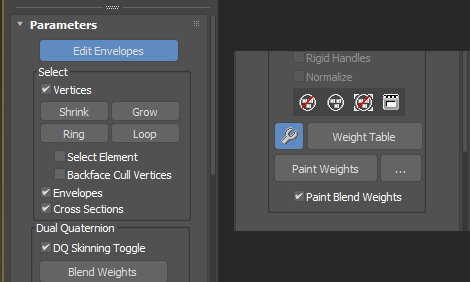 Parameters
Edit Envelopes
Select
Vertices
Shrink Grow
Ring Loop
Select Element
Backface Cull Vertices
Envelopes
Cross Sections
Dual Quaternion
DQ Skinning Toggle
Blend Weights
Rigid Handles
Normalize
Weight Table
Paint Weights ...
Paint Blend Weights